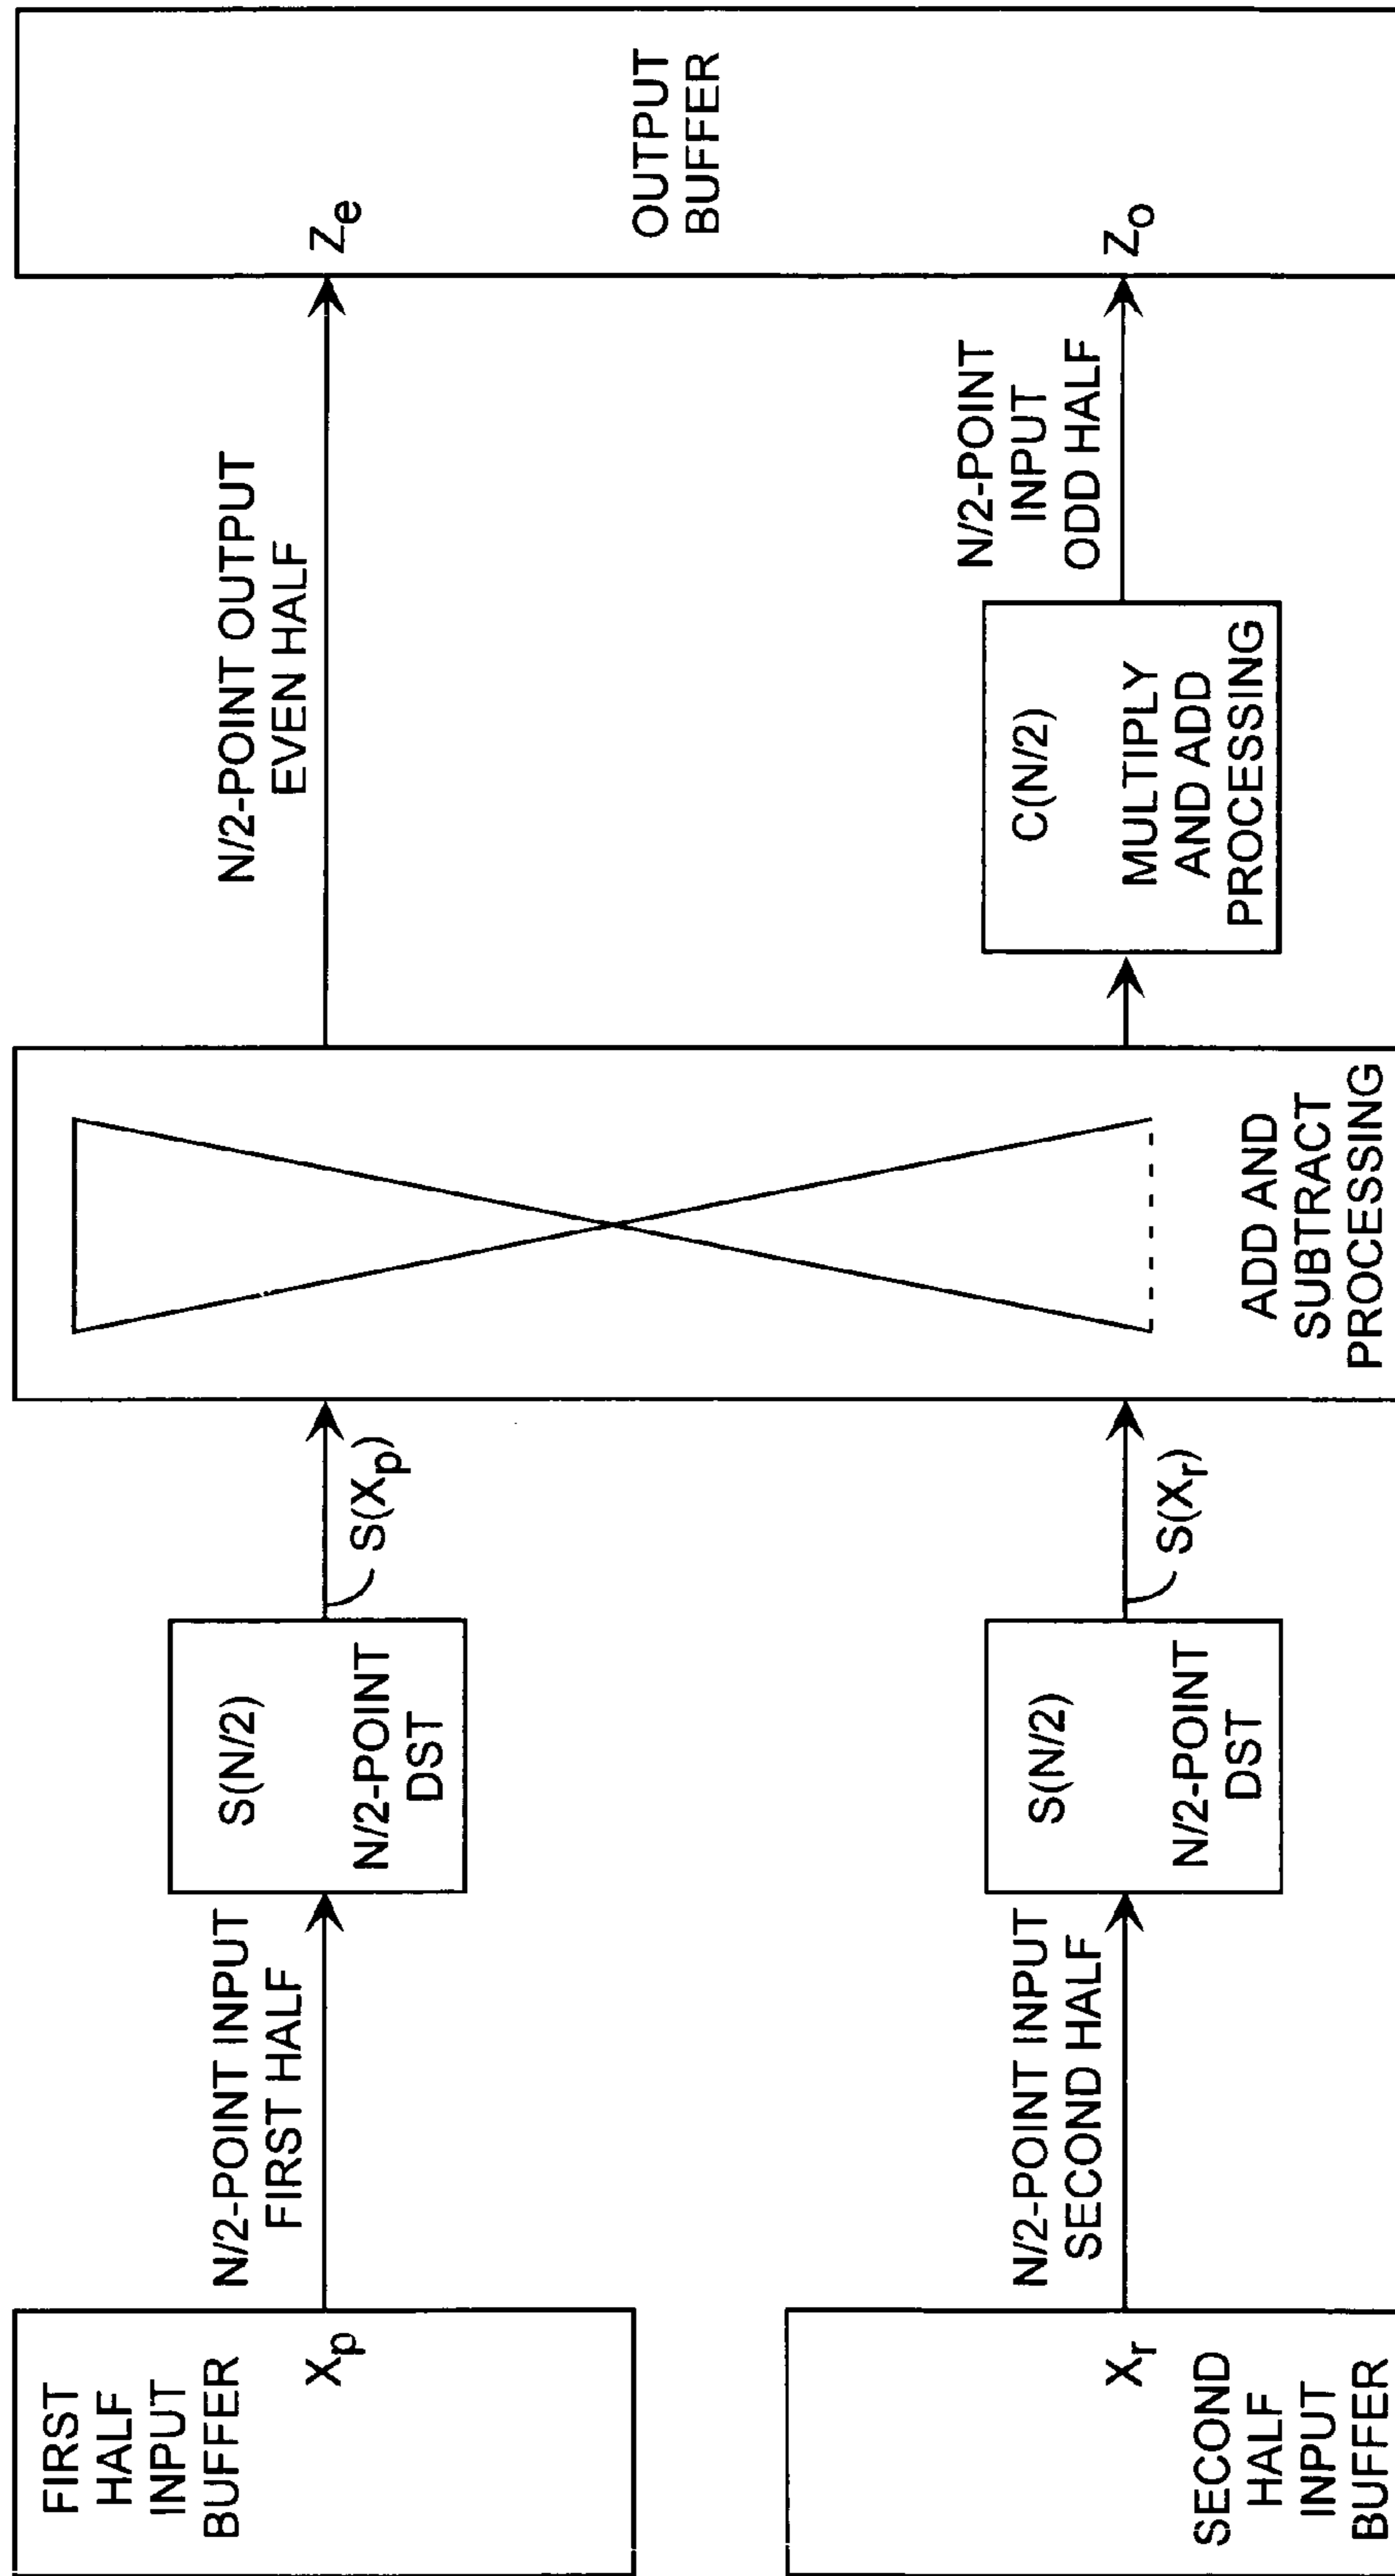 FIRST
HALF
INPUT
BUFFER
Xp
N/2-POINT INPUT
FIRST HALF
S(N/2)
N/2-POINT
DST
S(Xp)
N/2-POINT OUTPUT
EVEN HALF
Ze
SECOND
HALF
INPUT
BUFFER
Xr
N/2-POINT INPUT
SECOND HALF
S(N/2)
N/2-POINT
DST
S(Xr)
ADD AND
SUBTRACT
PROCESSING
C(N/2)
MULTIPLY
AND ADD
PROCESSING
N/2-POINT
INPUT
ODD HALF
Zo
OUTPUT
BUFFER